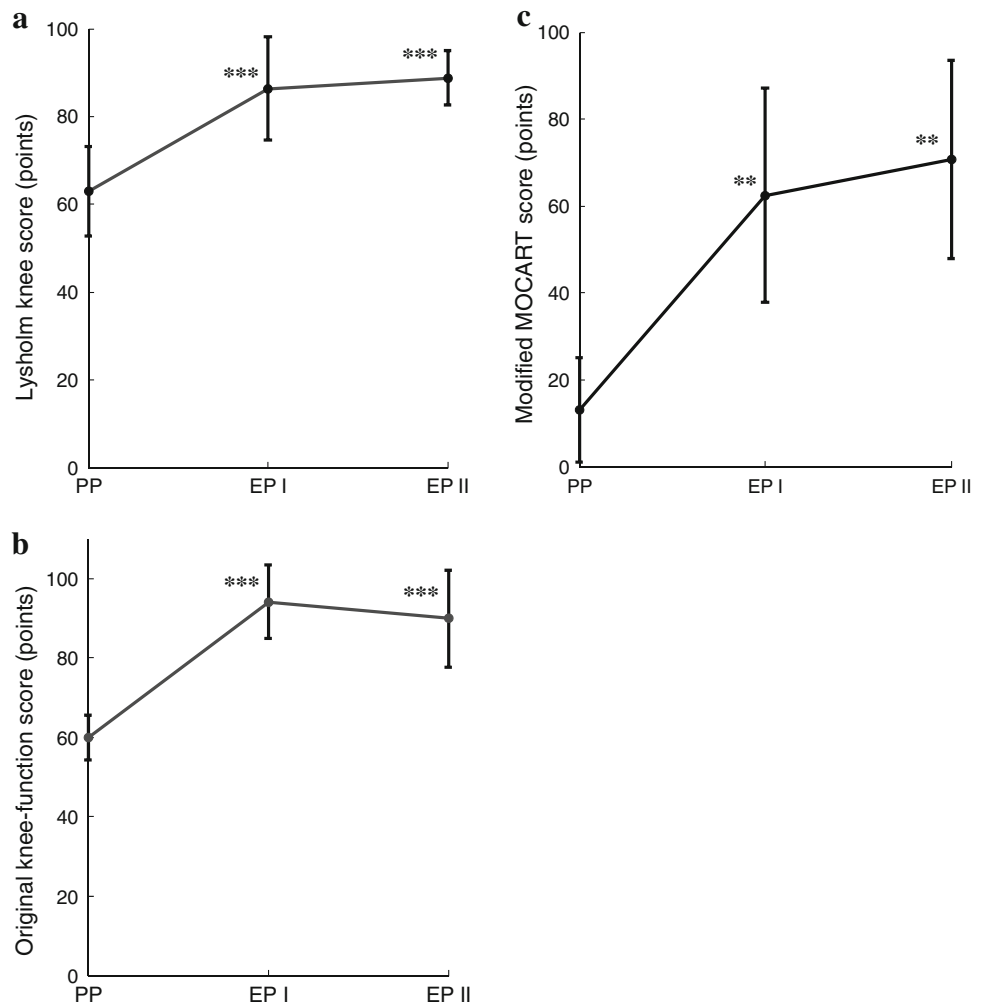 a
Lysholm knee score (points)
100
80
60
40
20
0
***
***
PP EP I EP II
c
Modified MOCART score (points)
100
80
60
40
20
0
**
**
PP EP I EP II
b
Original knee-function score (points)
100
80
60
40
20
0
***
***
PP EP I EP II